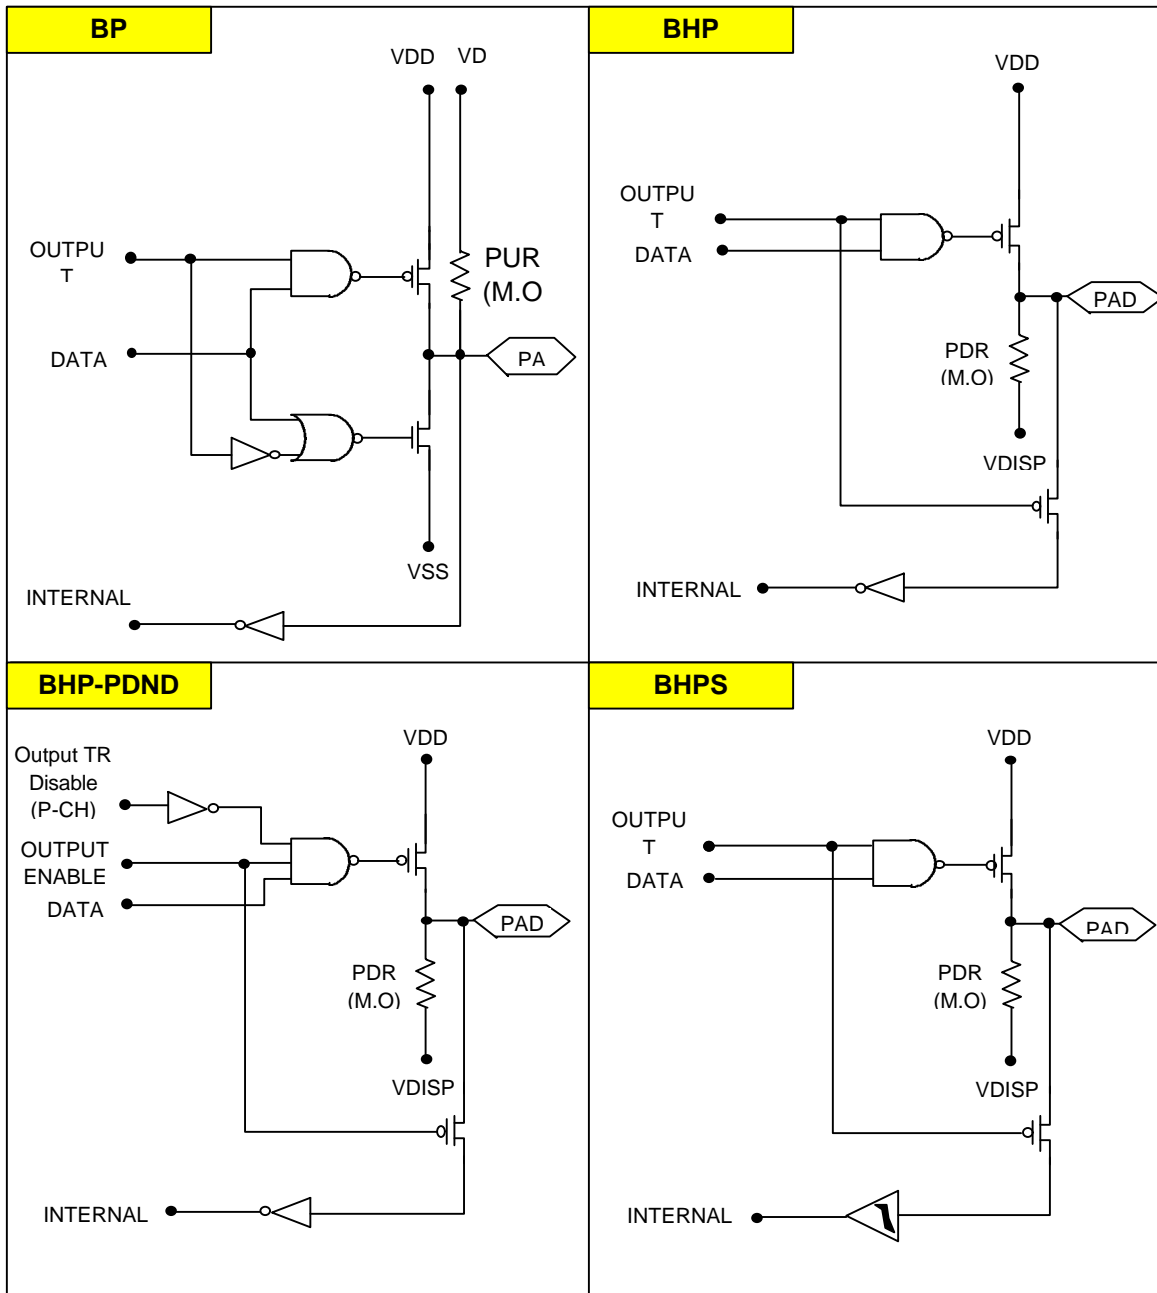 BP
VDD VD
OUTPU
T
PUR
(M.O
DATA
PA
VSS
INTERNAL
BHP
VDD
OUTPU
T
DATA
PAD
PDR
(M.O)
VDISP
INTERNAL
BHP-PDND
VDD
Output TR
Disable
(P-CH)
OUTPUT
ENABLE
DATA
PAD
PDR
(M.O)
VDISP
INTERNAL
BHPS
VDD
OUTPU
T
DATA
PAD
PDR
(M.O)
VDISP
INTERNAL